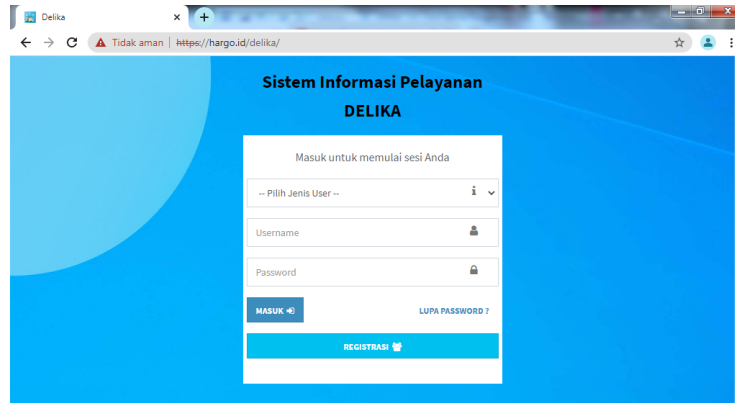 Delika
Tidak aman | https://hargo.id/delika/
Sistem Informasi Pelayanan
DELIKA
Masuk untuk memulai sesi Anda
-- Pilih Jenis User --
Username
Password
MASUK
LUPA PASSWORD ?
REGISTRASI